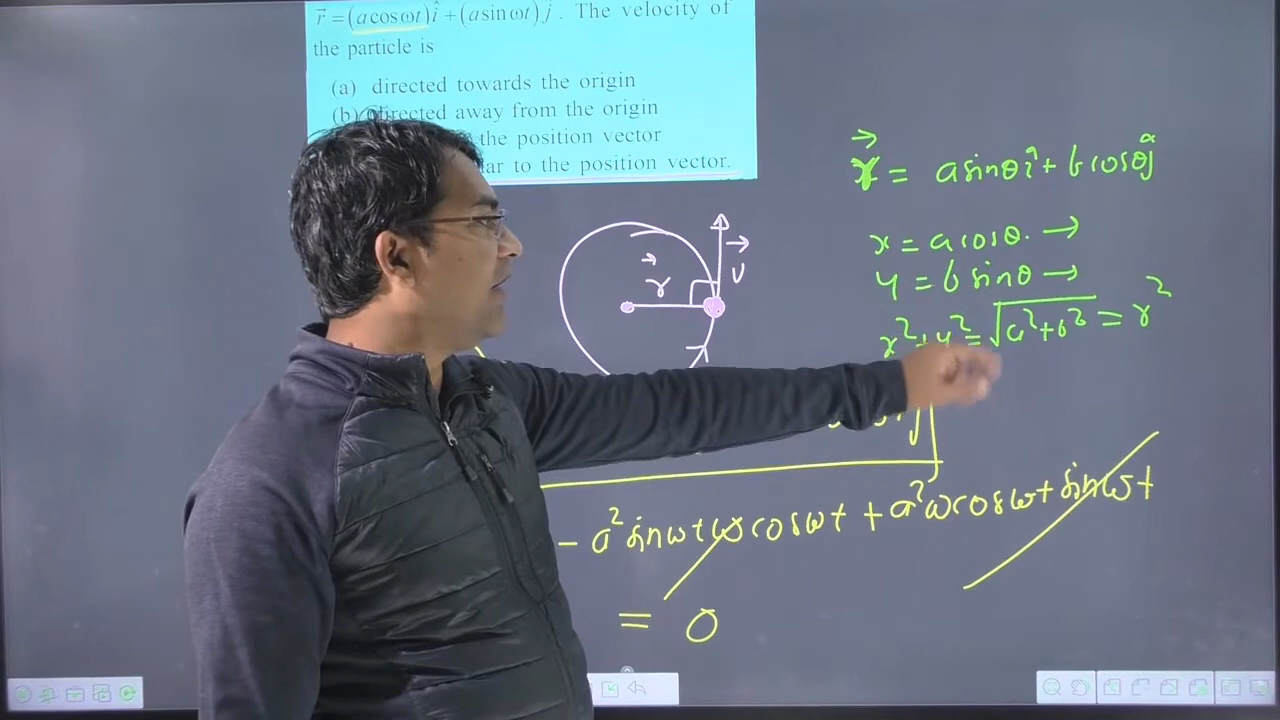 r⃗ = (a cos ωt) î + (a sin ωt) ĵ. The velocity of
the particle is
(a) directed towards the origin
(b) directed away from the origin
the position vector
to the position vector.
r⃗ = a sinθ î + b cosθ ĵ
x = a cosθ. →
y = b sinθ →
x² + y² = √a² + b² = r²
r⃗
v⃗
- a² sinωt ω cosωt + a² ω cosωt sinωt
= 0